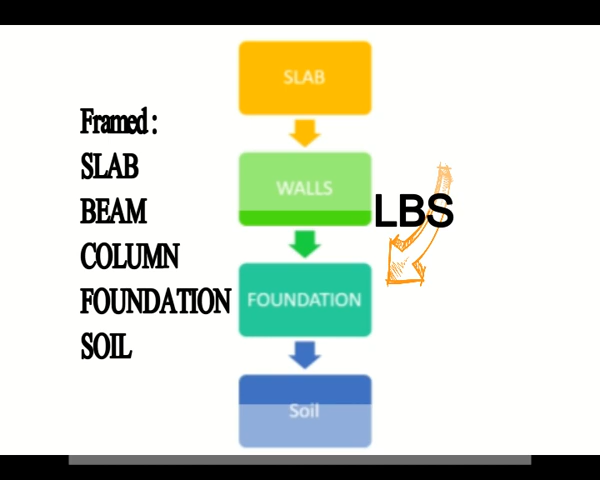 Framed :
SLAB
BEAM
COLUMN
FOUNDATION
SOIL
SLAB
WALLS
FOUNDATION
Soil
LBS